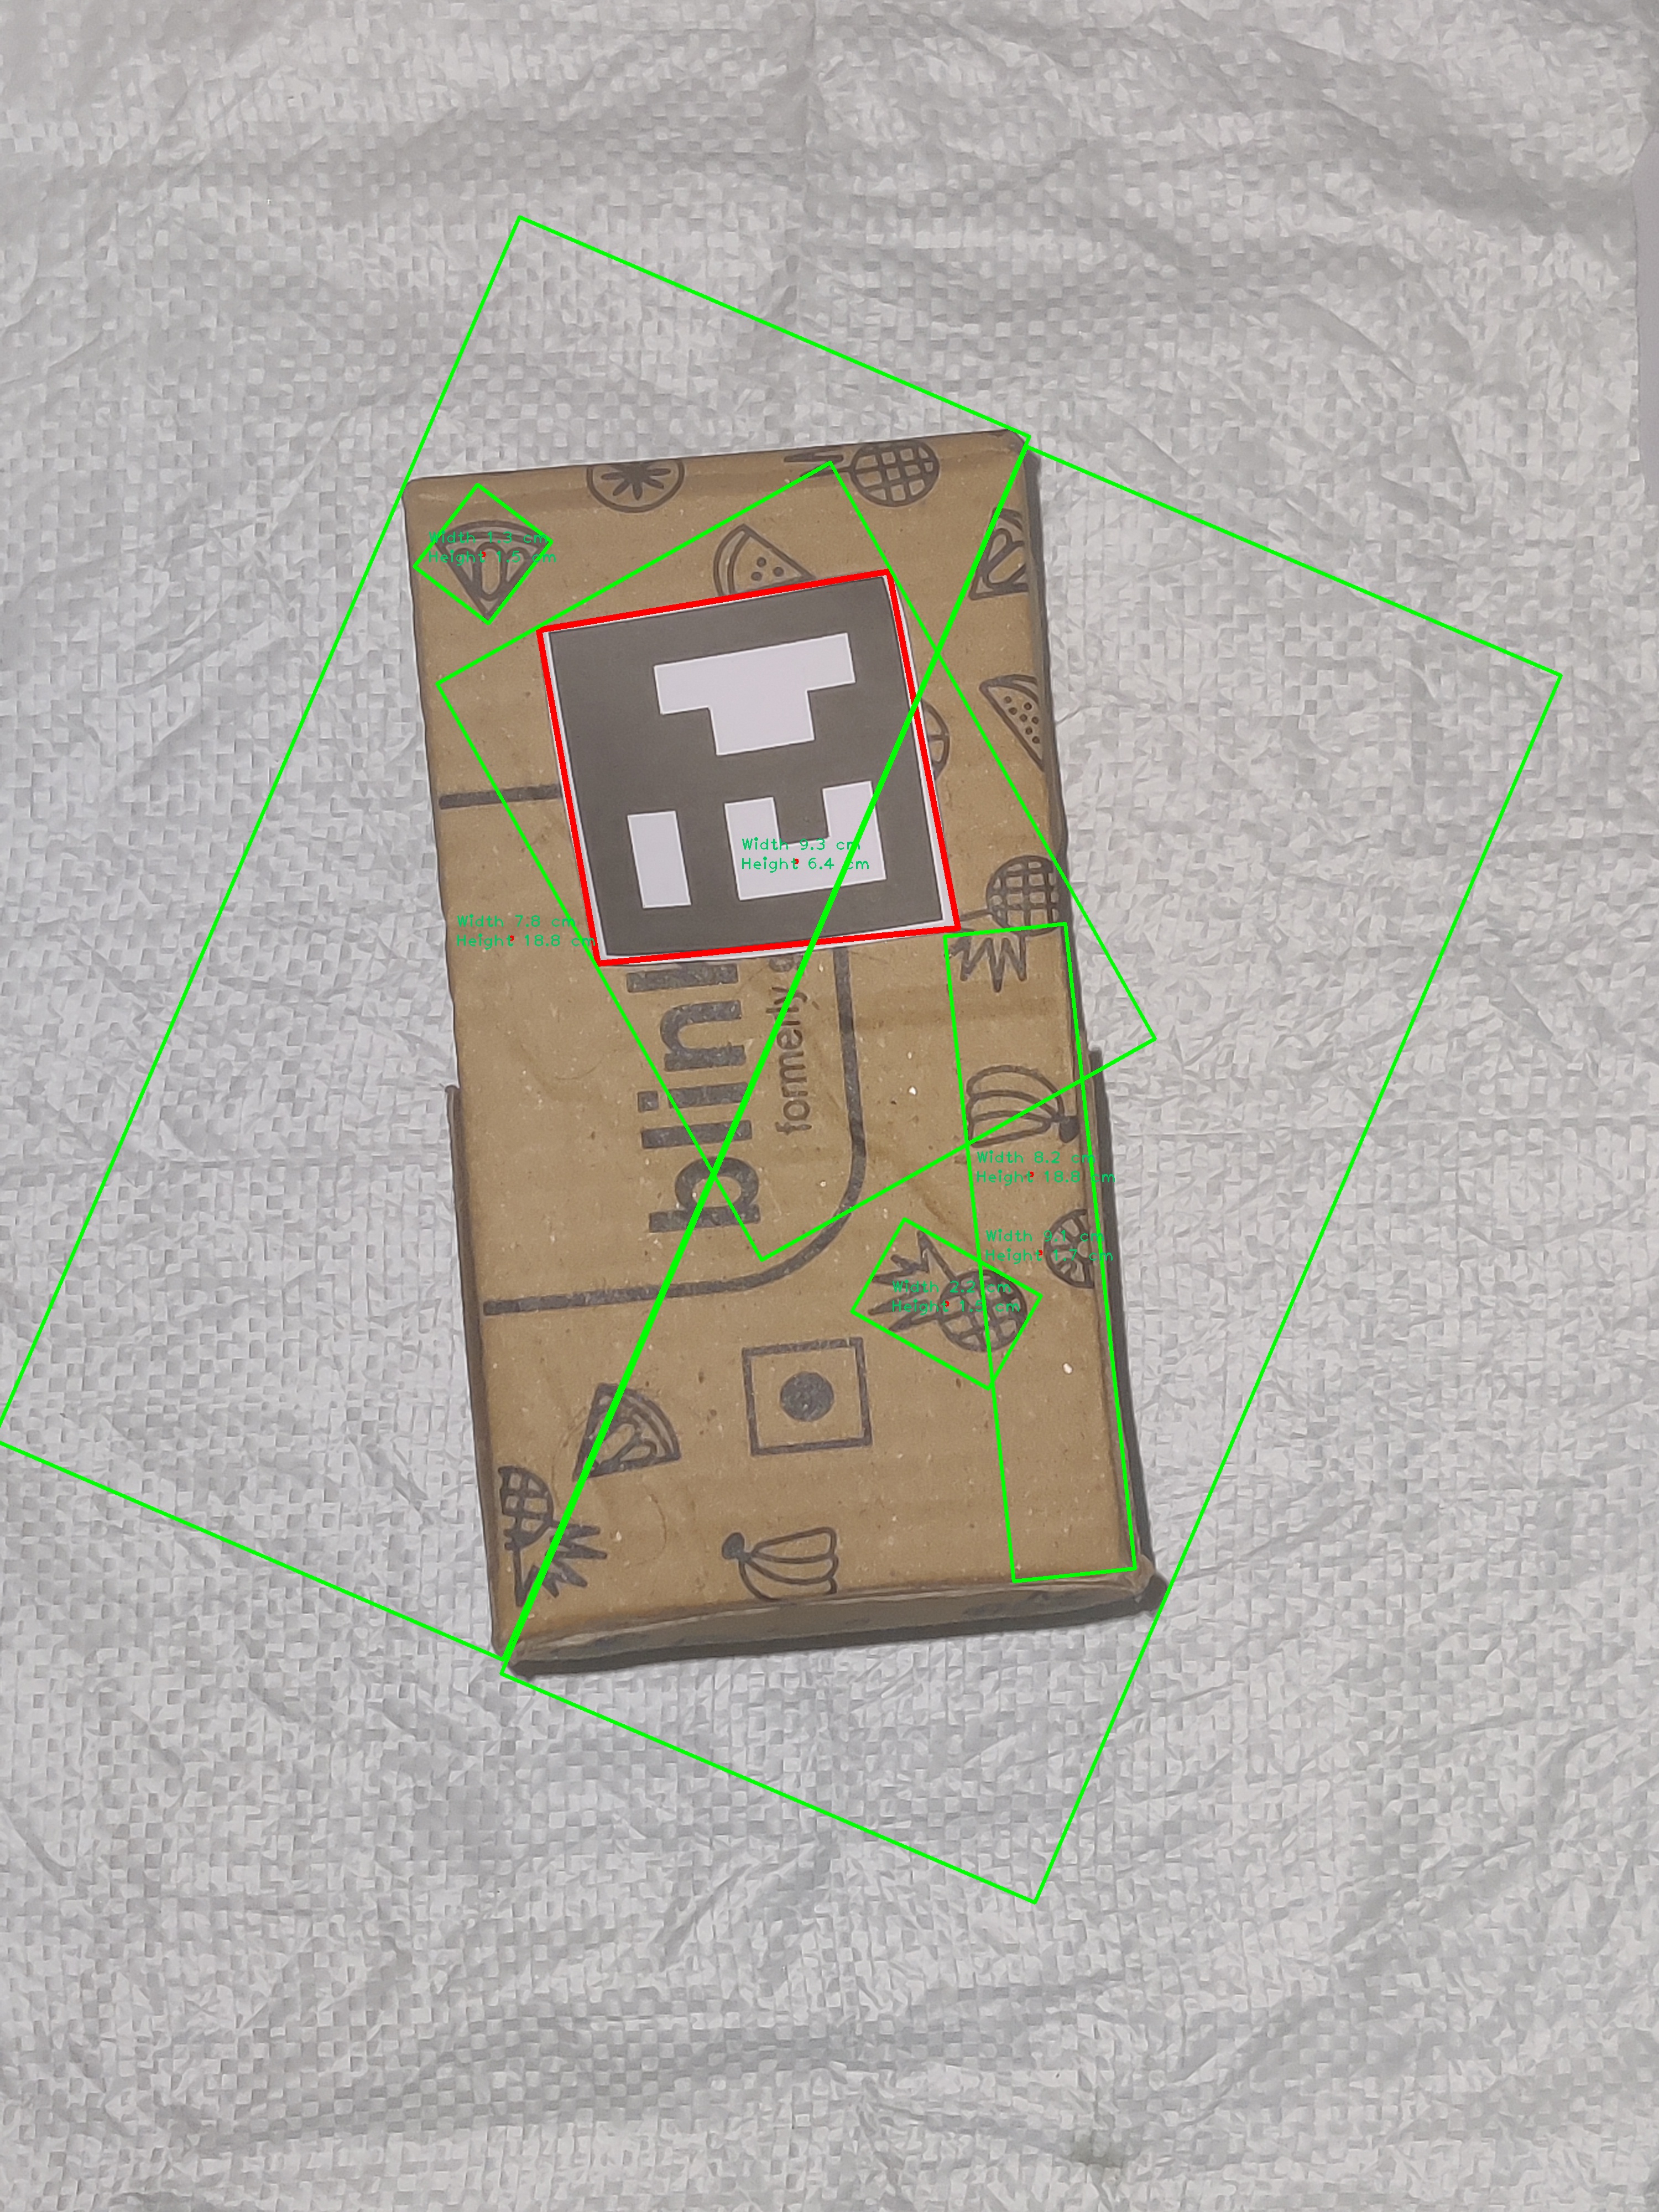 Width 1.3 cm
Height 1.5 cm
Width 9.3 cm
Height 6.4 cm
Width 7.8 cm
Height 18.8 cm
blin
formerly
Width 8.2 cm
Height 18.8 cm
Width 9.1 cm
Height 1.7 cm
Width 2.2 cm
Height 1.5 cm